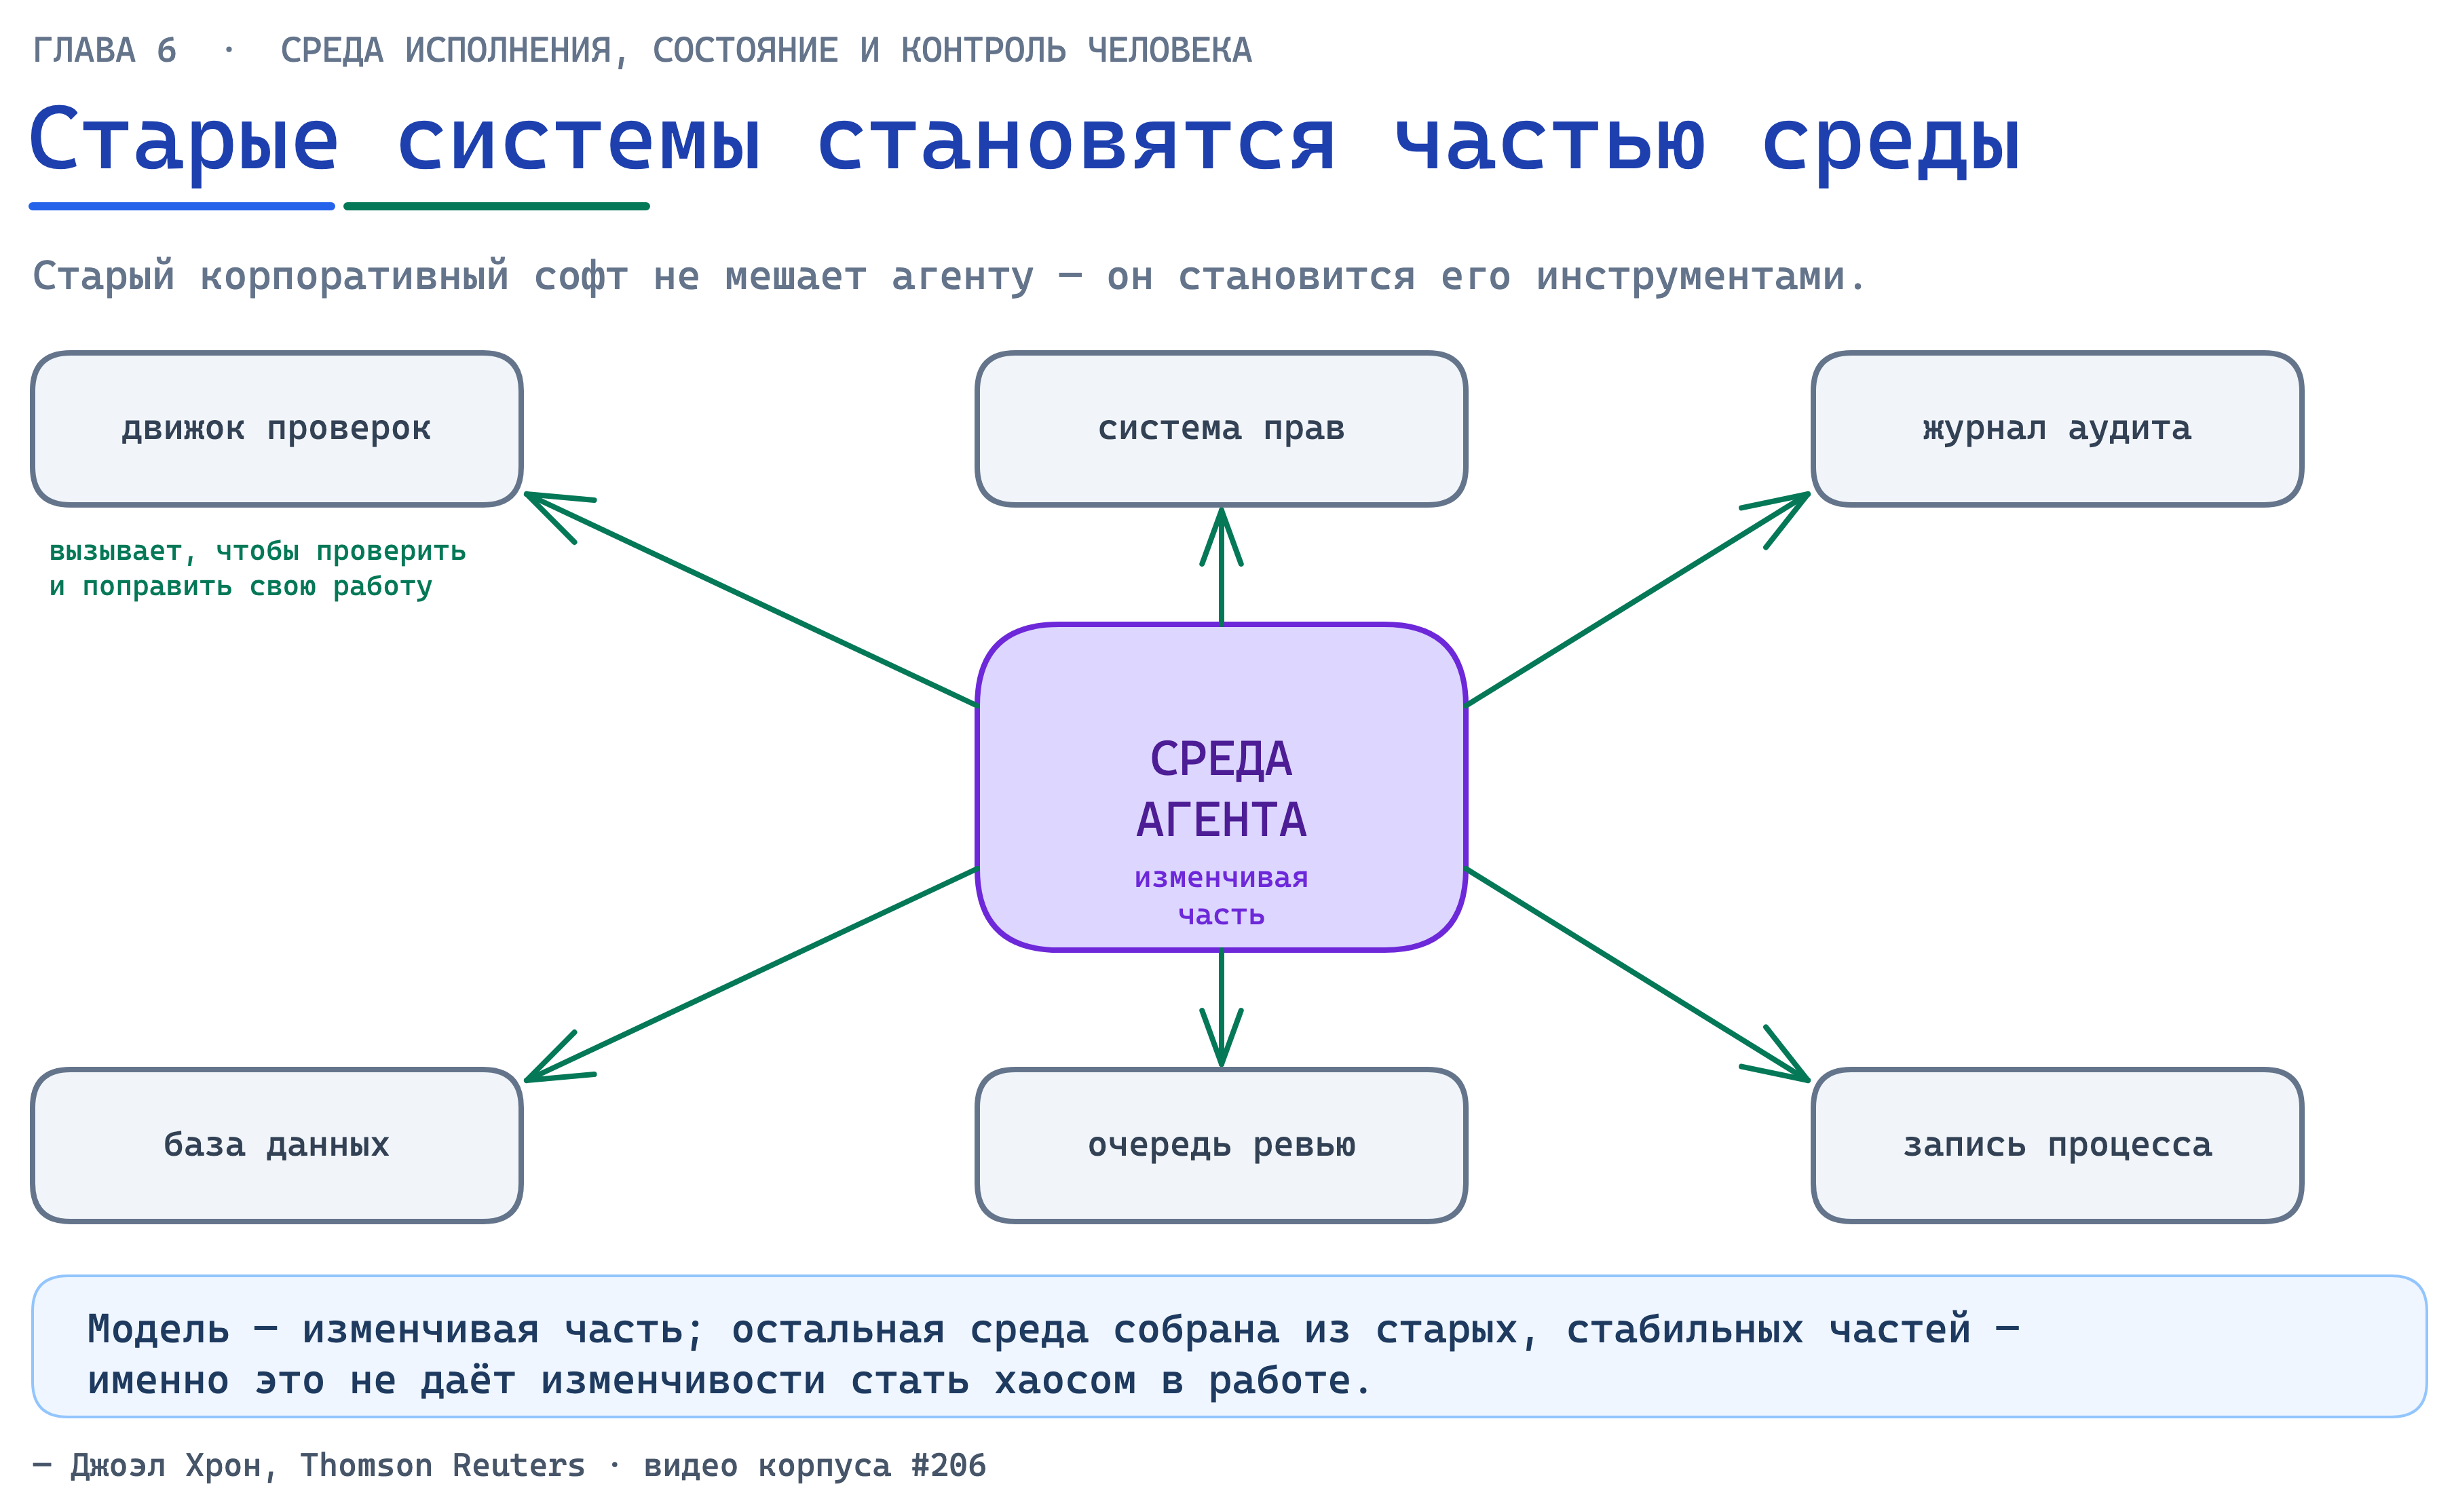 ГЛАВА 6 · СРЕДА ИСПОЛНЕНИЯ, СОСТОЯНИЕ И КОНТРОЛЬ ЧЕЛОВЕКА
Старые системы становятся частью среды
Старый корпоративный софт не мешает агенту — он становится его инструментами.
движок проверок
система прав
журнал аудита
вызывает, чтобы проверить
и поправить свою работу
СРЕДА
АГЕНТА
изменчивая
часть
база данных
очередь ревью
запись процесса
Модель — изменчивая часть; остальная среда собрана из старых, стабильных частей —
именно это не даёт изменчивости стать хаосом в работе.
— Джоэл Хрон, Thomson Reuters · видео корпуса #206